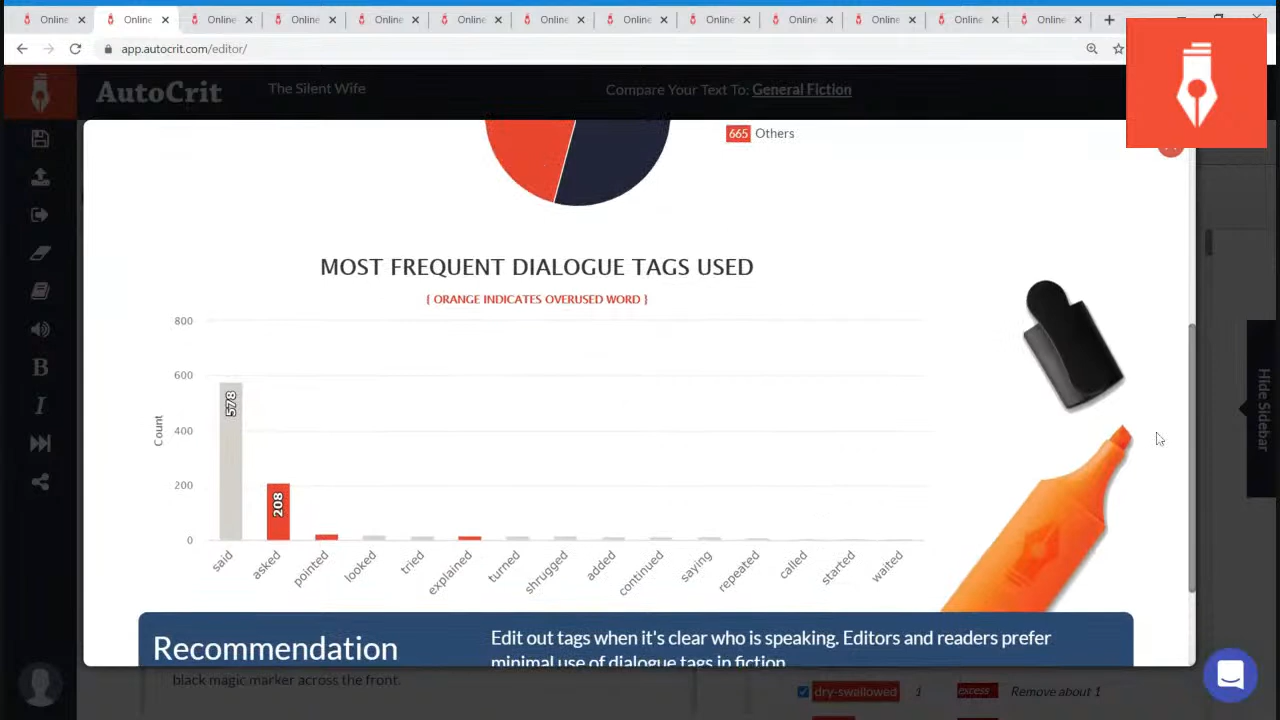 Online
Online
Online
Online
Online
Online
Online
Online
Online
Online
Online
Online
Online
app.autocrit.com/editor/
AutoCrit
The Silent Wife
Compare Your Text To: General Fiction
665 Others
MOST FREQUENT DIALOGUE TAGS USED
{ ORANGE INDICATES OVERUSED WORD }
800
600
400
200
0
Count
578
208
said
asked
pointed
looked
tried
explained
turned
shrugged
added
continued
saying
repeated
called
started
waited
Hide Sidebar
B
I
Recommendation
Edit out tags when it's clear who is speaking. Editors and readers prefer
minimal use of dialogue tags in fiction
black magic marker across the front.
dry-swallowed 1 excess Remove about 1